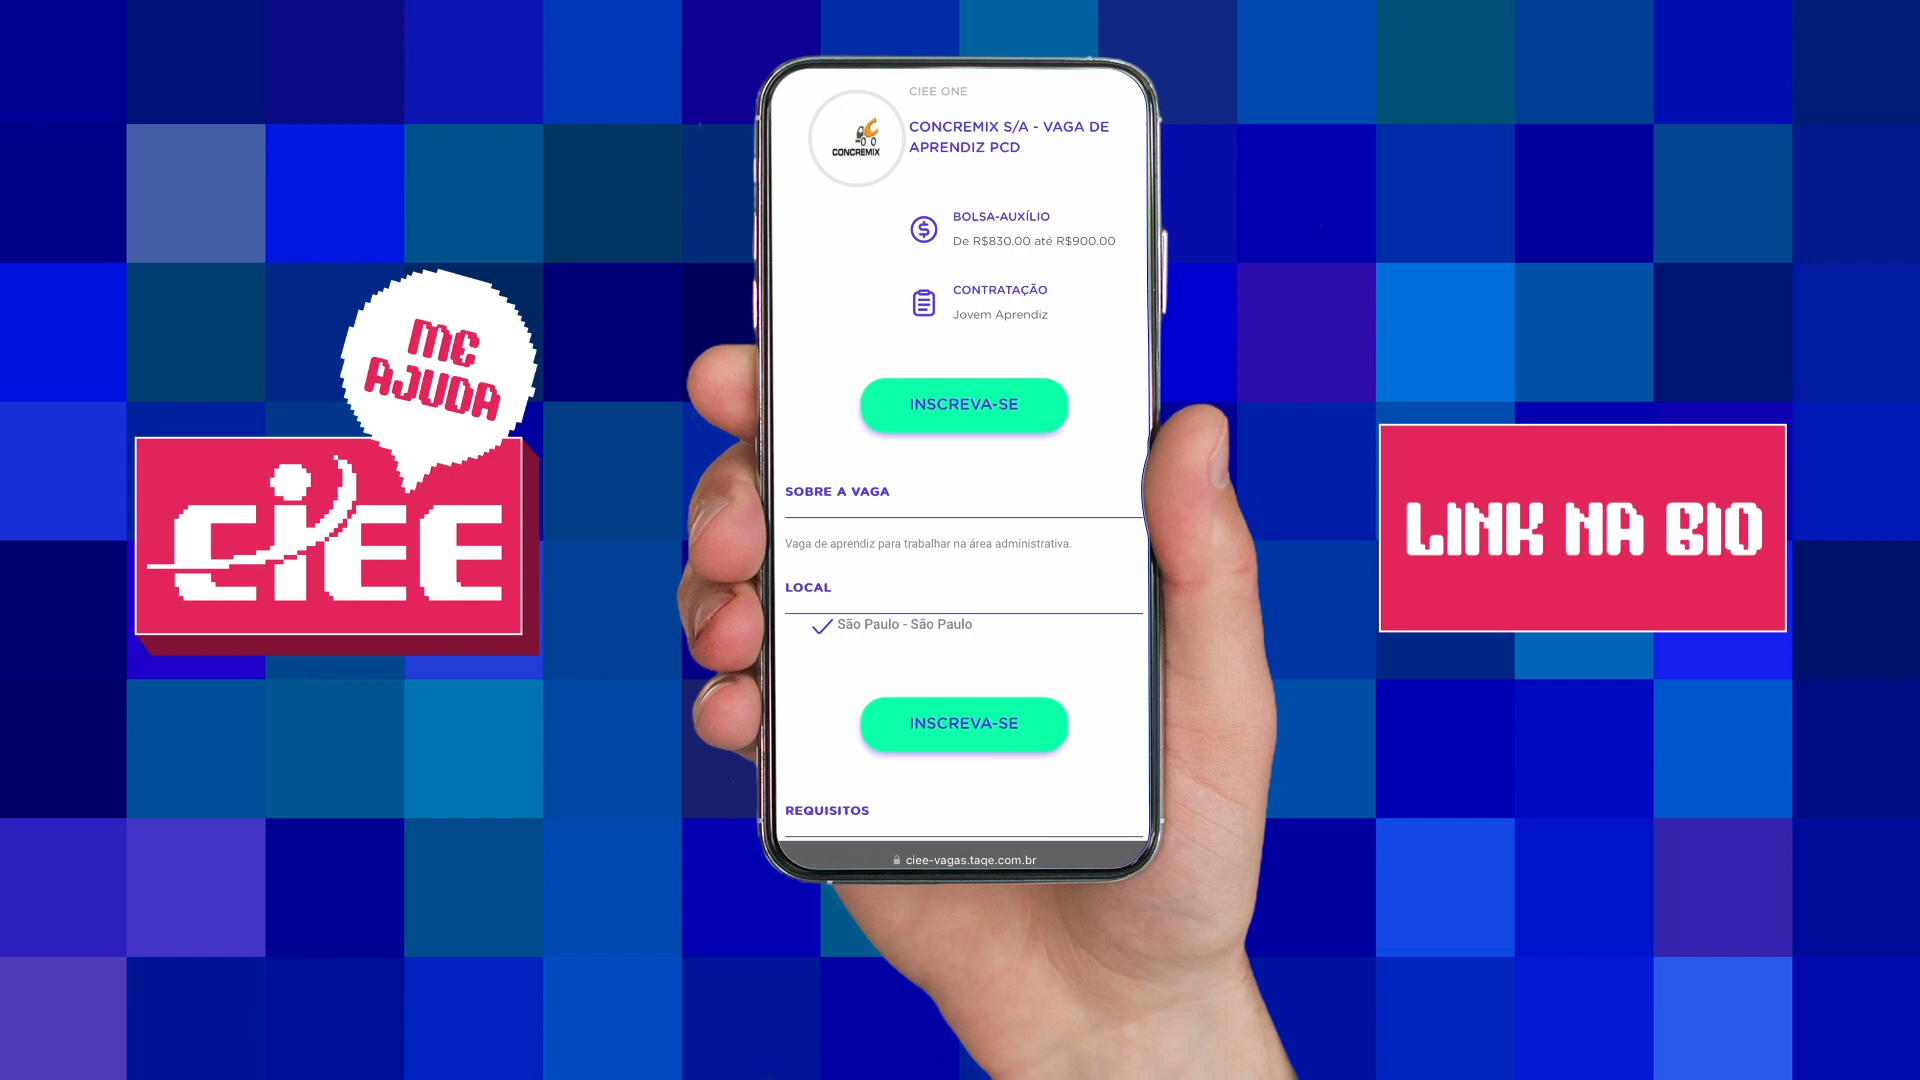 ME
AJUDA
CIEE
CIEE ONE
CONCREMIX
CONCREMIX S/A - VAGA DE
APRENDIZ PCD
BOLSA-AUXÍLIO
De R$830.00 até R$900.00
CONTRATAÇÃO
Jovem Aprendiz
INSCREVA-SE
SOBRE A VAGA
Vaga de aprendiz para trabalhar na área administrativa.
LOCAL
São Paulo - São Paulo
INSCREVA-SE
REQUISITOS
ciee-vagas.taqe.com.br
LINK NA BIO